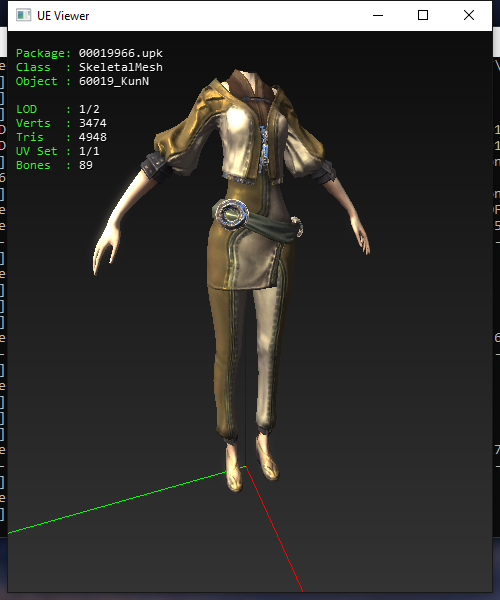 UE Viewer
Package: 00019966.upk
Class : SkeletalMesh
Object : 60019_KunN
LOD : 1/2
Verts : 3474
Tris : 4948
UV Set : 1/1
Bones : 89